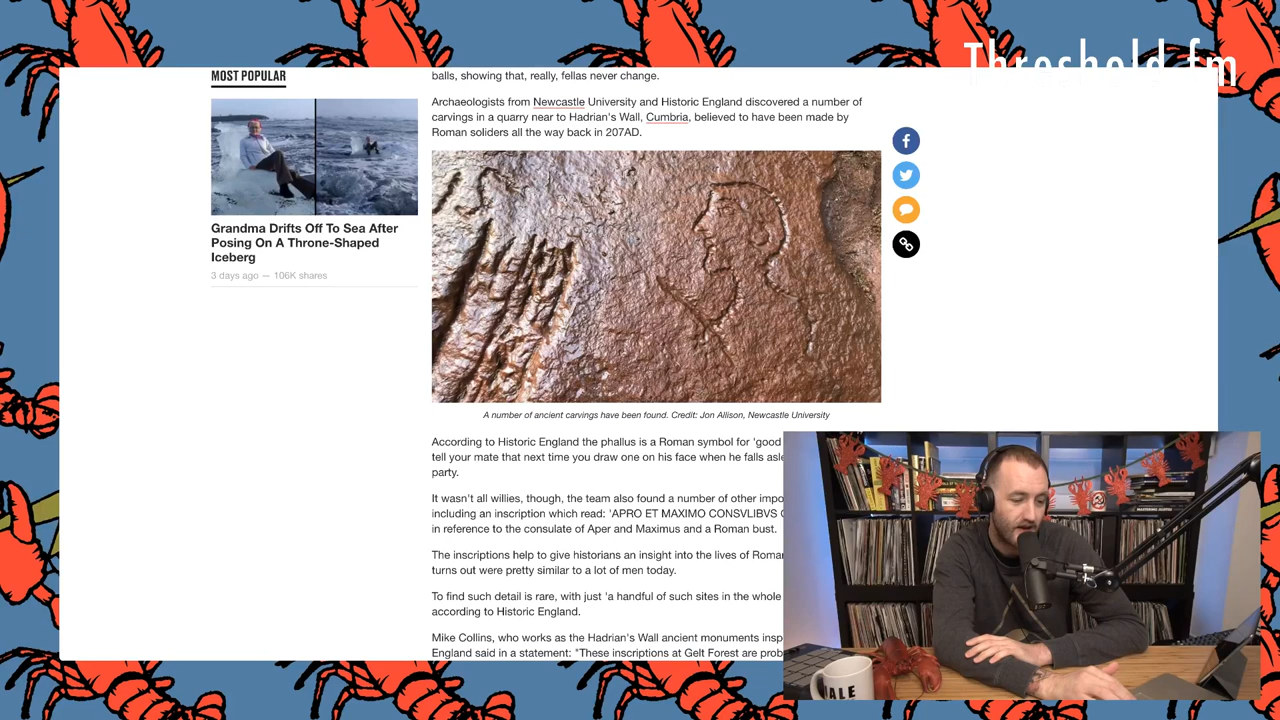 Threshold.fm
MOST POPULAR
Grandma Drifts Off To Sea After
Posing On A Throne-Shaped
Iceberg
3 days ago — 106K shares
balls, showing that, really, fellas never change.
Archaeologists from Newcastle University and Historic England discovered a number of
carvings in a quarry near to Hadrian's Wall, Cumbria, believed to have been made by
Roman soliders all the way back in 207AD.
A number of ancient carvings have been found. Credit: Jon Allison, Newcastle University
According to Historic England the phallus is a Roman symbol for 'good
tell your mate that next time you draw one on his face when he falls
party.
It wasn't all willies, though, the team also found a number of other
including an inscription which read: 'APRO ET MAXIMO CONSVLIBVS
in reference to the consulate of Aper and Maximus and a Roman bust.
The inscriptions help to give historians an insight into the lives of
turns out were pretty similar to a lot of men today.
To find such detail is rare, with just 'a handful of such sites in the whole
according to Historic England.
Mike Collins, who works as the Hadrian's Wall ancient monuments
England said in a statement: "These inscriptions at Gelt Forest are
MASTERING AUDIO
ALE